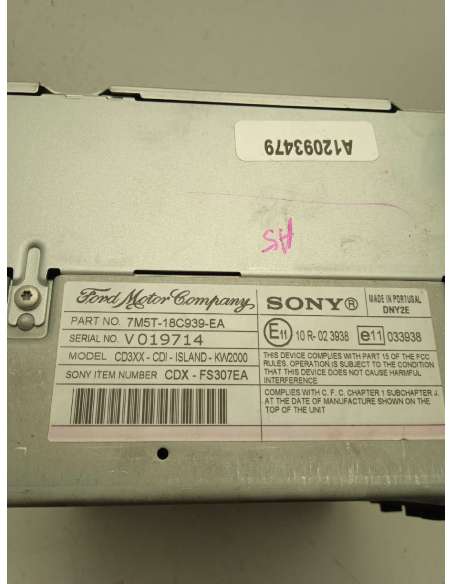 A12093479
AS
Ford Motor Company
PART NO. 7M5T-18C939-EA
SERIAL NO. V019714
MODEL CD3XX - CDI - ISLAND - KW2000
SONY ITEM NUMBER CDX - FS307EA
SONY®
MADE IN PORTUGAL
DNY2E
E11 10 R- 02 3938 e11 033938
THIS DEVICE COMPLIES WITH PART 15 OF THE FCC
RULES. OPERATION IS SUBJECT TO THE CONDITION
THAT THIS DEVICE DOES NOT CAUSE HARMFUL
INTERFERENCE
COMPLIES WITH C. F. C. CHAPTER 1 SUBCHAPTER J.
AT THE DATE OF MANUFACTURE SHOWN ON THE
TOP OF THE UNIT